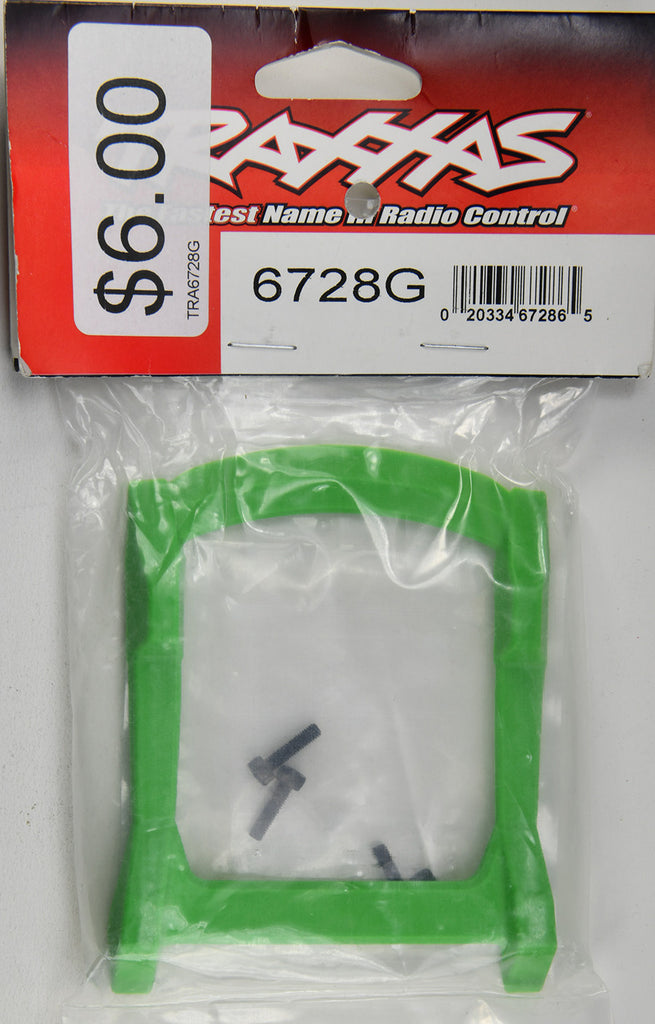 $6.00
TRA6728G
TRAXXAS
The Fastest Name in Radio Control
6728G
0 20334 67286 5